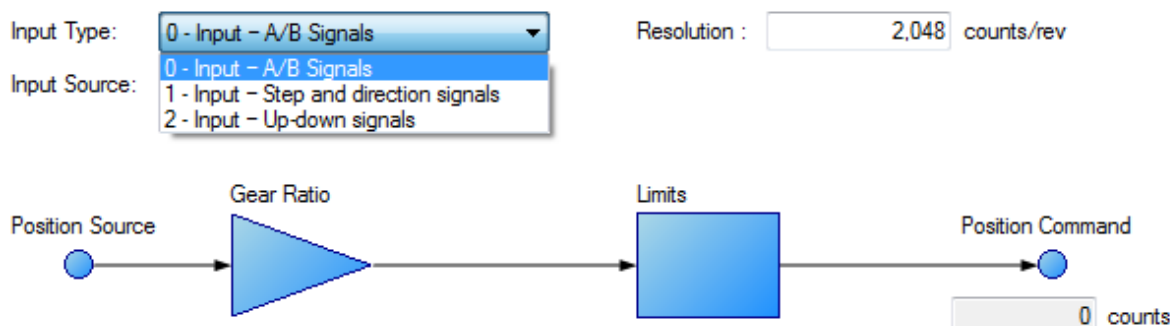 Input Type: 0 - Input – A/B Signals Resolution : 2,048 counts/rev
0 - Input – A/B Signals
Input Source: 1 - Input – Step and direction signals
2 - Input – Up-down signals
Gear Ratio Limits
Position Source Position Command
0 counts